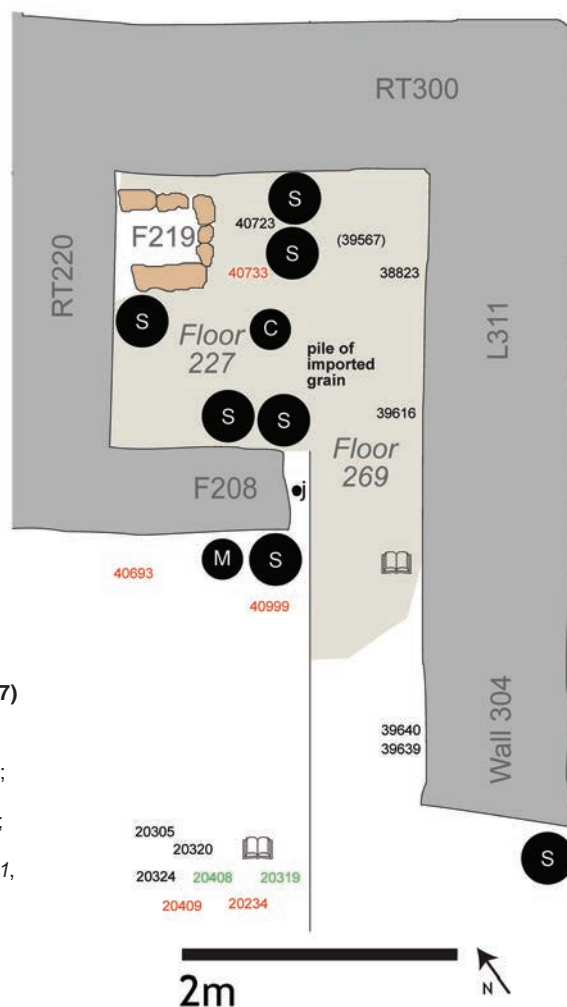 RT300
S
40723
F219
S
(39567)
40733
38823
RT220
L311
S
Floor
227
C
pile of
imported
grain
39616
S
S
Floor
269
F208
j
M
S
40693
40999
7)
;
39640
Wall 304
39639
;
20305
20320
S
1,
20324
20408
20319
20409
20234
2m
N